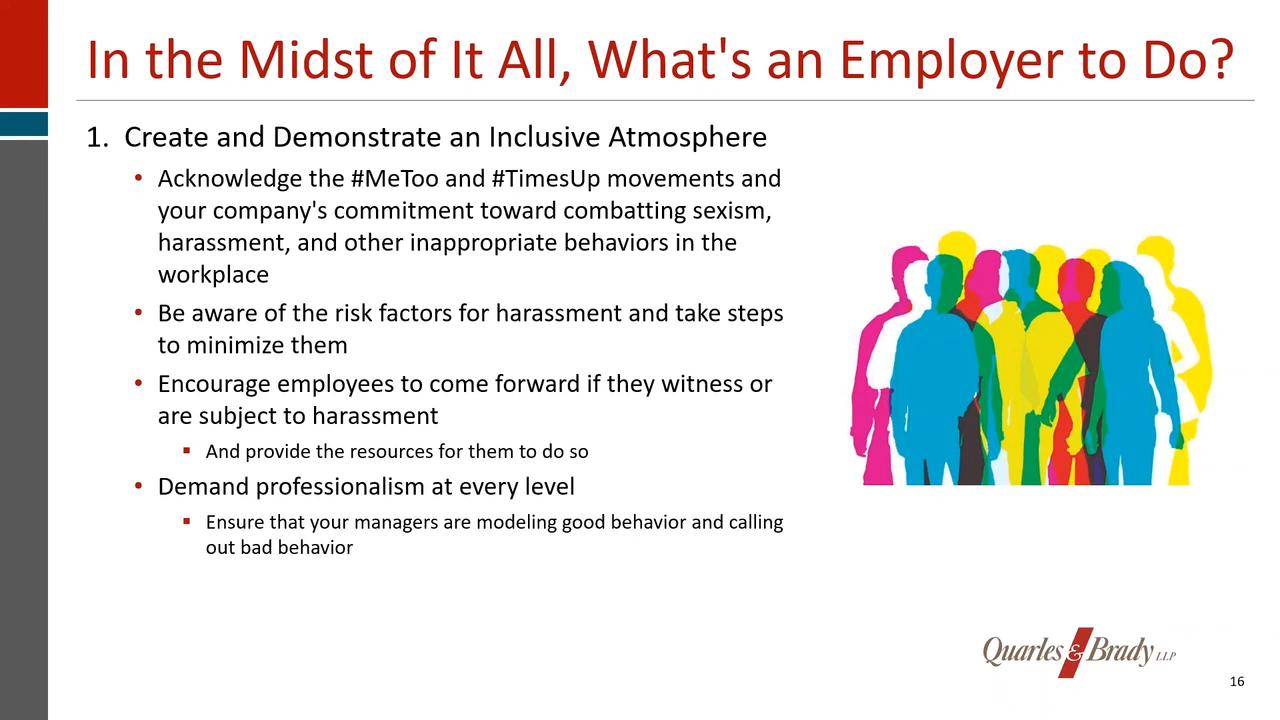 In the Midst of It All, What's an Employer to Do?
1. Create and Demonstrate an Inclusive Atmosphere
• Acknowledge the #MeToo and #TimesUp movements and
your company's commitment toward combatting sexism,
harassment, and other inappropriate behaviors in the
workplace
• Be aware of the risk factors for harassment and take steps
to minimize them
• Encourage employees to come forward if they witness or
are subject to harassment
▪ And provide the resources for them to do so
• Demand professionalism at every level
▪ Ensure that your managers are modeling good behavior and calling
out bad behavior
Quarles & Brady LLP
16